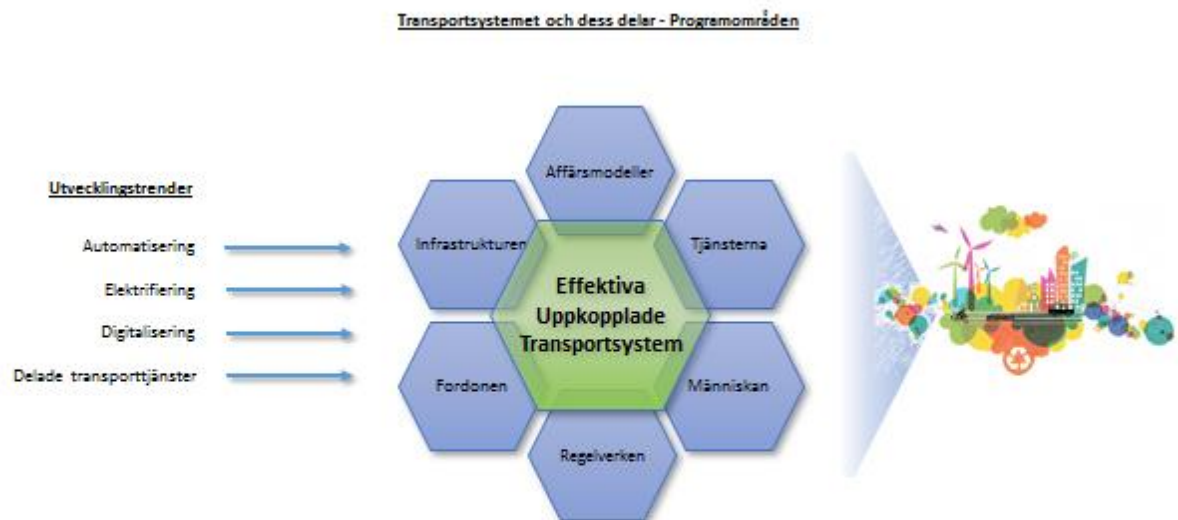 Transportsystemet och dess delar - Programområden
Utvecklingstrender
Automatisering
Elektrifiering
Digitalisering
Delade transporttjänster
Affärsmodeller
Infrastrukturen
Tjänsterna
Effektiva
Uppkopplade
Transportsystem
Fordonen
Människan
Regelverken